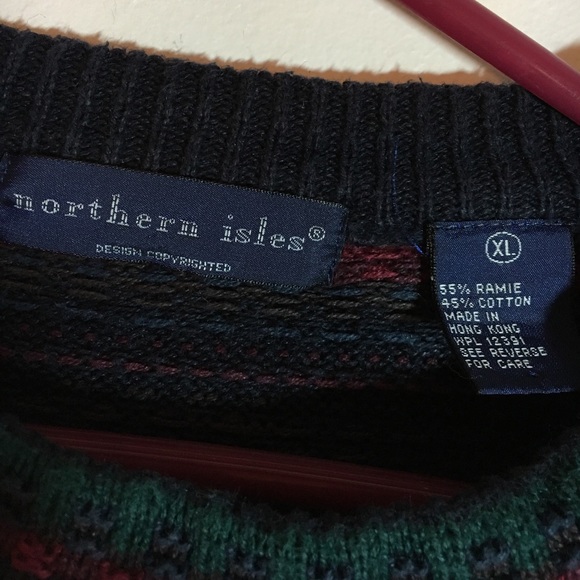 northern isles®
DESIGN COPYRIGHTED
XL
55% RAMIE
45% COTTON
MADE IN
HONG KONG
WPL 12391
SEE REVERSE
FOR CARE